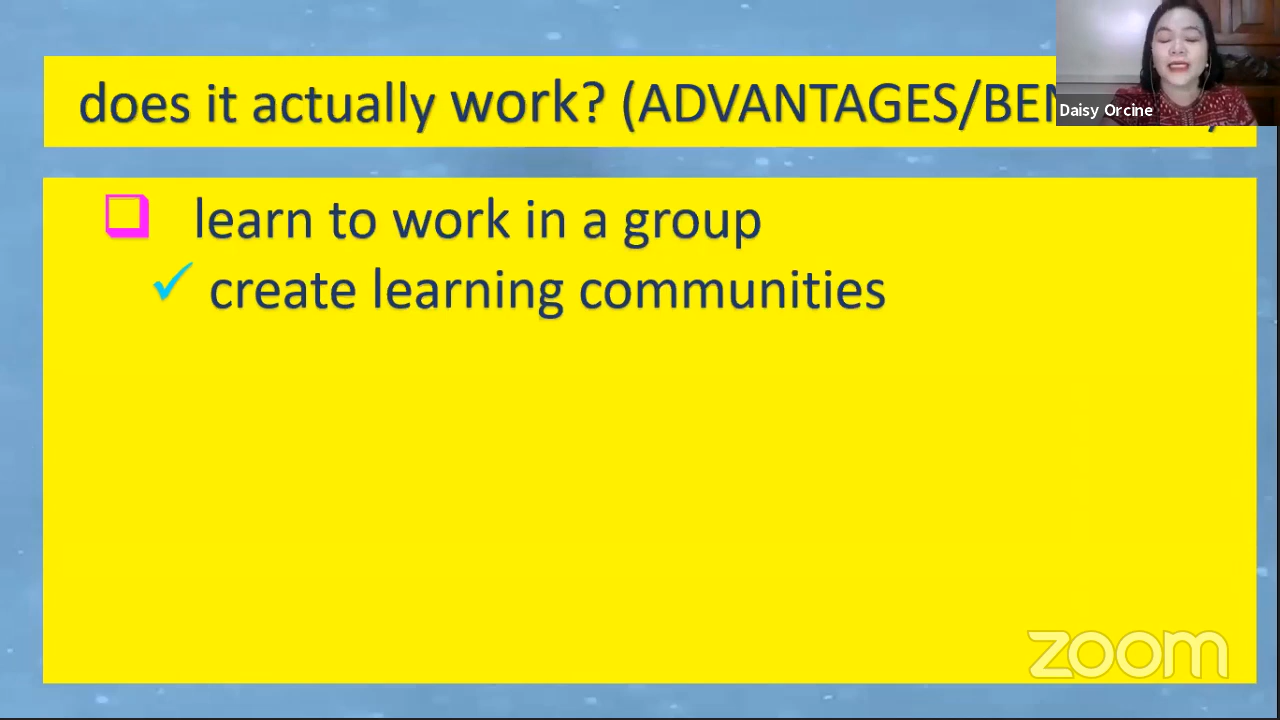 does it actually work? (ADVANTAGES/BEN
Daisy Orcine
learn to work in a group
create learning communities
zoom